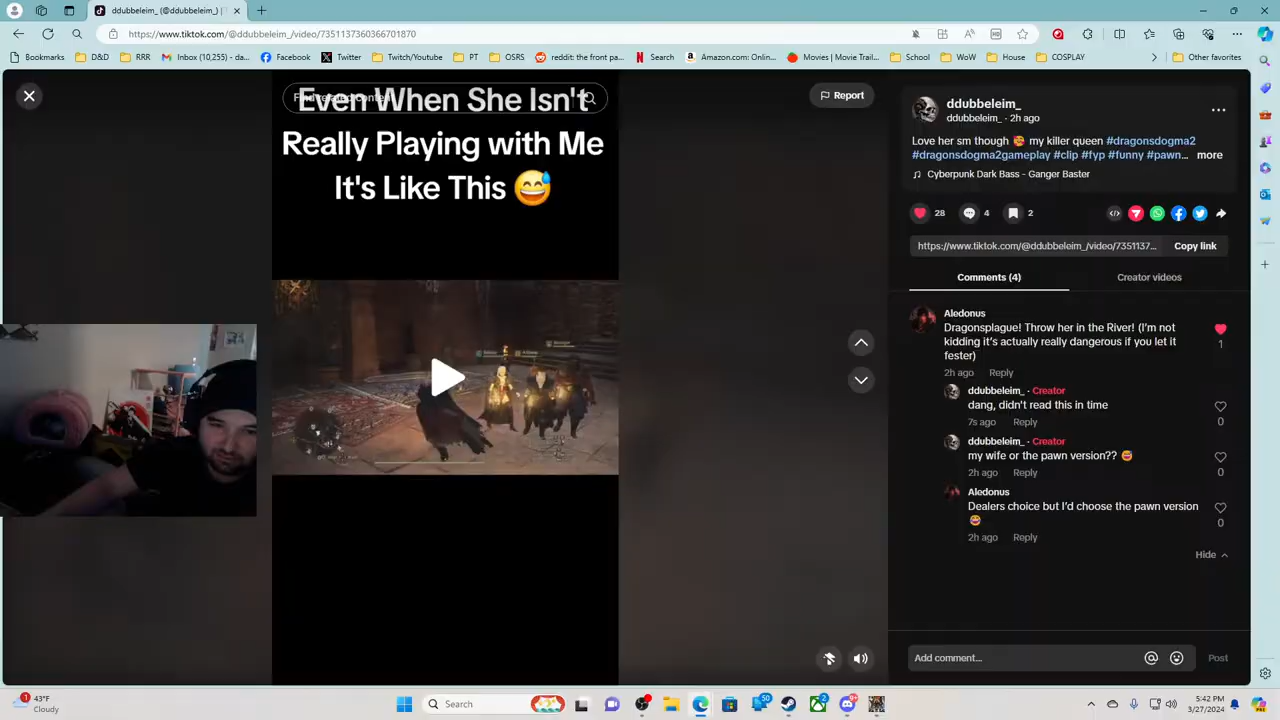 ddubbeleim_ (@ddubbeleim_) |
https://www.tiktok.com/@ddubbeleim_/video/7351137360366701870
Bookmarks
D&D
RRR
Inbox (10,255) - da...
Facebook
Twitter
Twitch/Youtube
PT
OSRS
reddit: the front pa...
Search
Amazon.com: Onlin...
Movies | Movie Trail...
School
WoW
House
COSPLAY
Other favorites
Even When She Isn't
Really Playing with Me
It's Like This 😅
Report
ddubbeleim_
ddubbeleim_ · 2h ago
Love her sm though 🥰 my killer queen #dragonsdogma2
#dragonsdogma2gameplay #clip #fyp #funny #pawn... more
Cyberpunk Dark Bass - Ganger Baster
28
4
2
https://www.tiktok.com/@ddubbeleim_/video/7351137...
Copy link
Comments (4)
Creator videos
Aledonus
Dragonsplague! Throw her in the River! (I'm not
kidding it's actually really dangerous if you let it
fester)
1
2h ago
Reply
ddubbeleim_ · Creator
dang, didn't read this in time
7s ago
Reply
0
ddubbeleim_ · Creator
my wife or the pawn version?? 😅
2h ago
Reply
0
Aledonus
Dealers choice but I'd choose the pawn version
😂
2h ago
Reply
0
Hide
Add comment...
Post
1
43°F
Cloudy
Search
50
2
9+
5:42 PM
3/27/2024